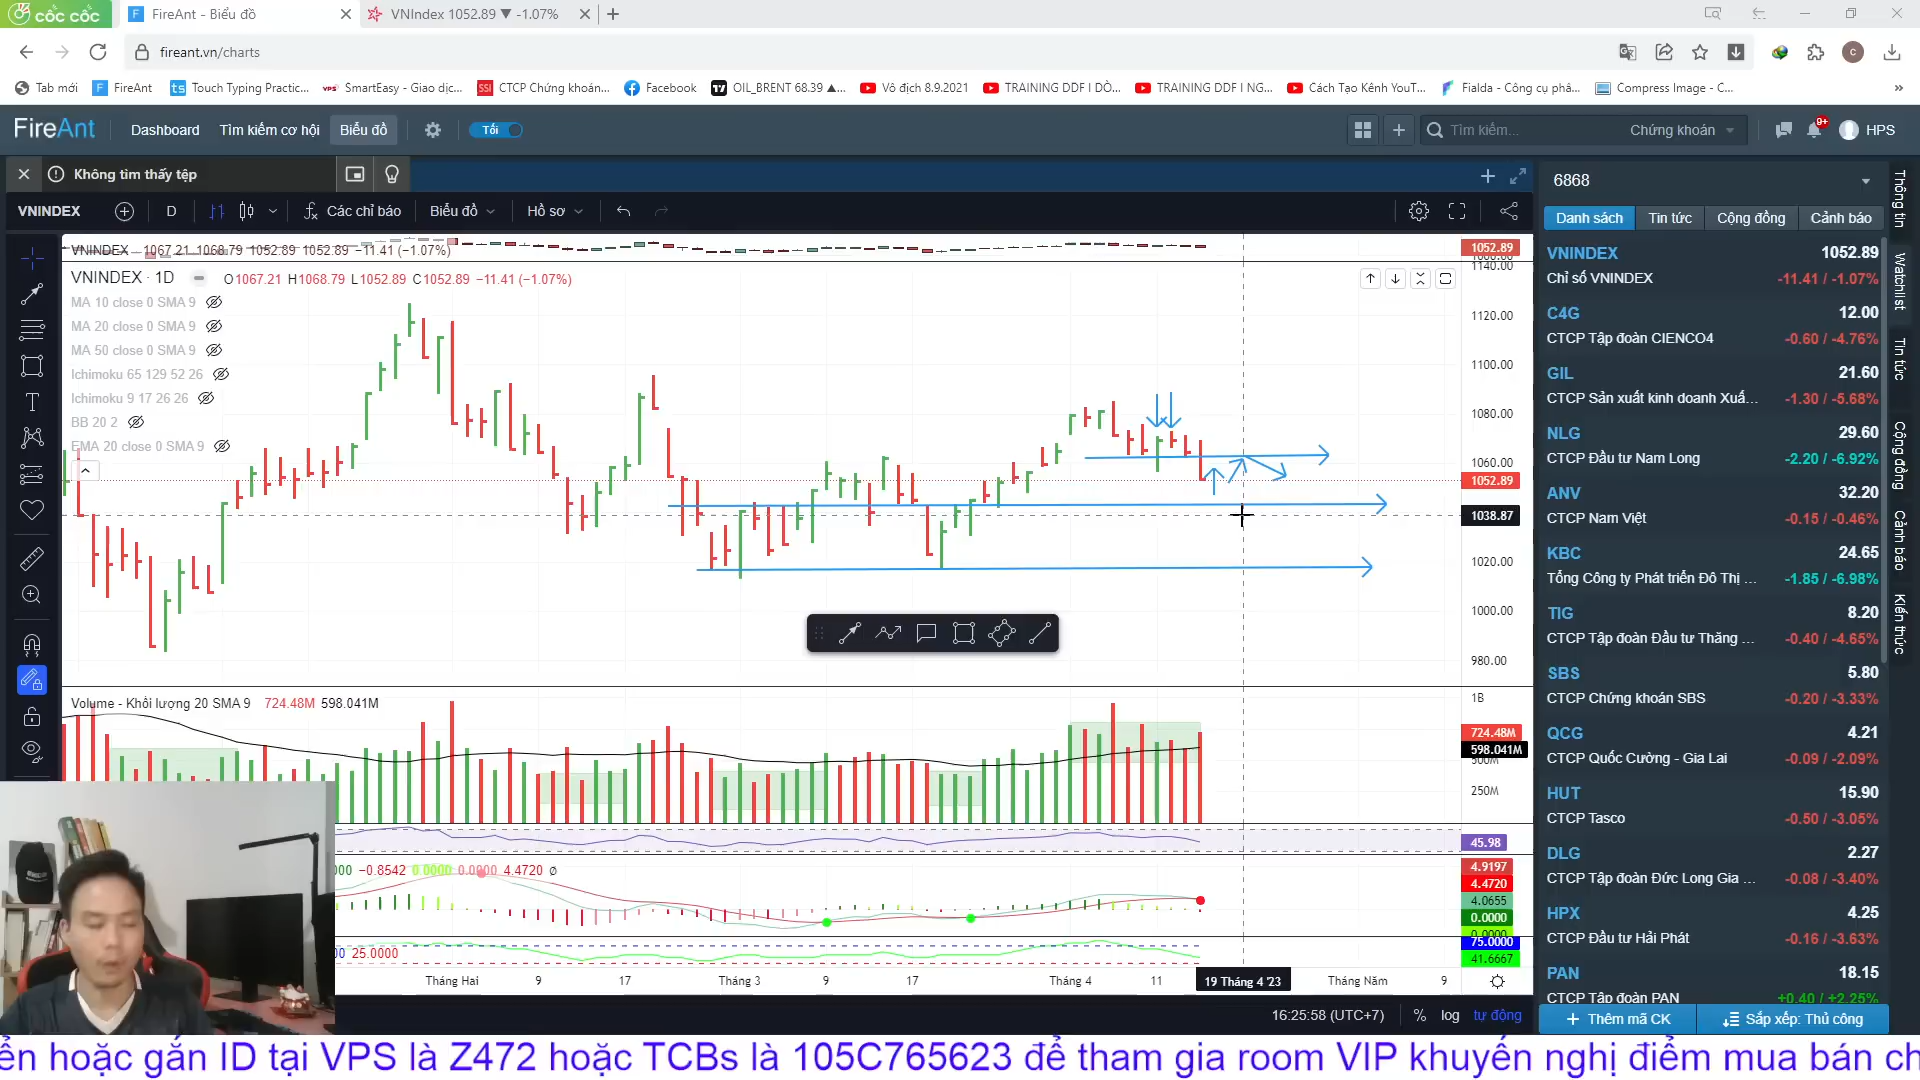 cốc cốc
FireAnt - Biểu đồ
VNIndex 1052.89 ▼ -1.07%
fireant.vn/charts
C
Tab mới
FireAnt
Touch Typing Practic...
SmartEasy - Giao dịc...
CTCP Chứng khoán...
Facebook
OIL_BRENT 68.39 ▲...
Vô địch 8.9.2021
TRAINING DDF I DÒ...
TRAINING DDF I NG...
Cách Tạo Kênh YouT...
Fialda - Công cụ phâ...
Compress Image - C...
FireAnt
Dashboard
Tìm kiếm cơ hội
Biểu đồ
Tối
Tìm kiếm...
Chứng khoán
9+
HPS
Không tìm thấy tệp
VNINDEX
D
Các chỉ báo
Biểu đồ
Hồ sơ
VNINDEX 1067.21 1068.79 1052.89 1052.89 −11.41 (−1.07%)
VNINDEX · 1D
O1067.21 H1068.79 L1052.89 C1052.89 −11.41 (−1.07%)
MA 10 close 0 SMA 9
MA 20 close 0 SMA 9
MA 50 close 0 SMA 9
Ichimoku 65 129 52 26
Ichimoku 9 17 26 26
BB 20 2
EMA 20 close 0 SMA 9
1052.89
1140.00
1120.00
1100.00
1080.00
1060.00
1052.89
1038.87
1020.00
1000.00
980.00
Volume - Khối lượng 20 SMA 9 724.48M 598.041M
1B
724.48M
598.041M
500M
250M
45.98
−0.8542 0.0000 0.0000 4.4720 Ø
4.9197
4.4720
4.0655
0.0000
25.0000
75.0000
41.6667
Tháng Hai
9
17
Tháng 3
9
17
Tháng 4
11
19 Tháng 4 '23
Tháng Năm
9
16:25:58 (UTC+7)
%
log
tự động
6868
Danh sách
Tin tức
Cộng đồng
Cảnh báo
VNINDEX 1052.89
Chỉ số VNINDEX -11.41 / -1.07%
C4G 12.00
CTCP Tập đoàn CIENCO4 -0.60 / -4.76%
GIL 21.60
CTCP Sản xuất kinh doanh Xuấ... -1.30 / -5.68%
NLG 29.60
CTCP Đầu tư Nam Long -2.20 / -6.92%
ANV 32.20
CTCP Nam Việt -0.15 / -0.46%
KBC 24.65
Tổng Công ty Phát triển Đô Thị ... -1.85 / -6.98%
TIG 8.20
CTCP Tập đoàn Đầu tư Thăng ... -0.40 / -4.65%
SBS 5.80
CTCP Chứng khoán SBS -0.20 / -3.33%
QCG 4.21
CTCP Quốc Cường - Gia Lai -0.09 / -2.09%
HUT 15.90
CTCP Tasco -0.50 / -3.05%
DLG 2.27
CTCP Tập đoàn Đức Long Gia ... -0.08 / -3.40%
HPX 4.25
CTCP Đầu tư Hải Phát -0.16 / -3.63%
PAN 18.15
CTCP Tập đoàn PAN +0.40 / +2.25%
Thêm mã CK
Sắp xếp: Thủ công
Thông tin
Watchlist
Tin tức
Cộng đồng
Cảnh báo
Kiến thức
ển hoặc gắn ID tại VPS là Z472 hoặc TCBs là 105C765623 để tham gia room VIP khuyến nghị điểm mua bán ch